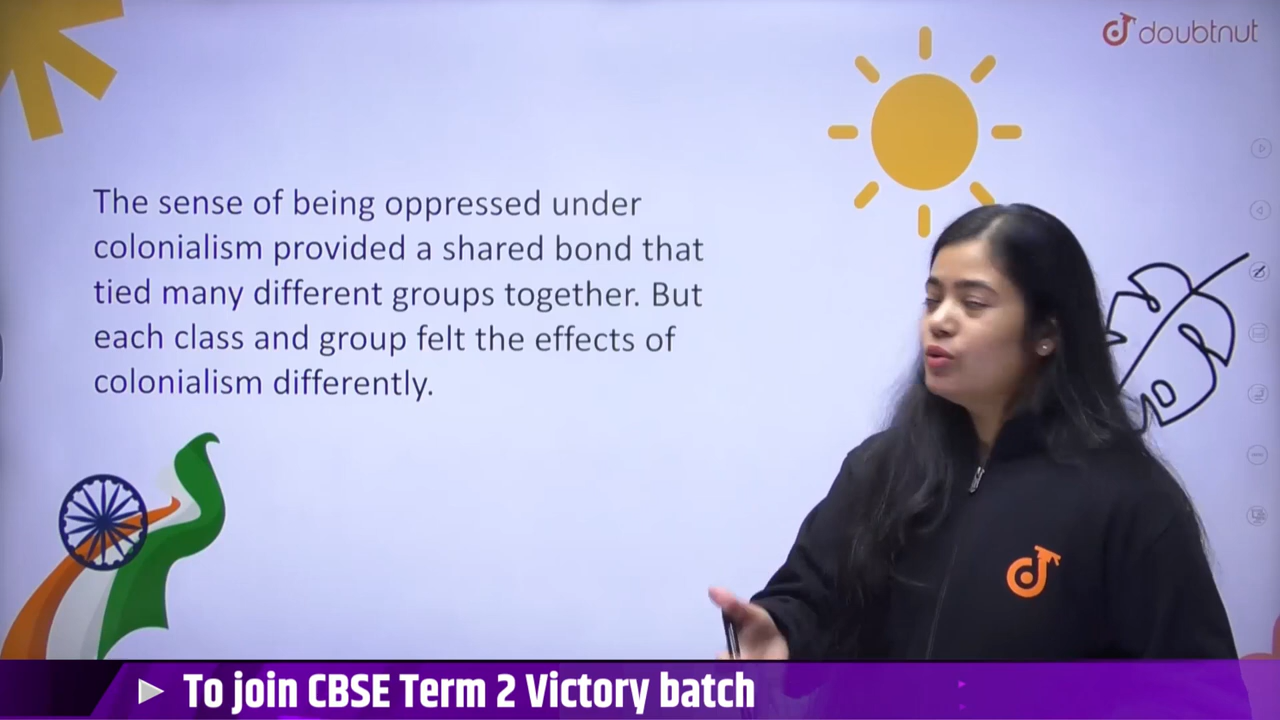 doubtnut
The sense of being oppressed under
colonialism provided a shared bond that
tied many different groups together. But
each class and group felt the effects of
colonialism differently.
To join CBSE Term 2 Victory batch